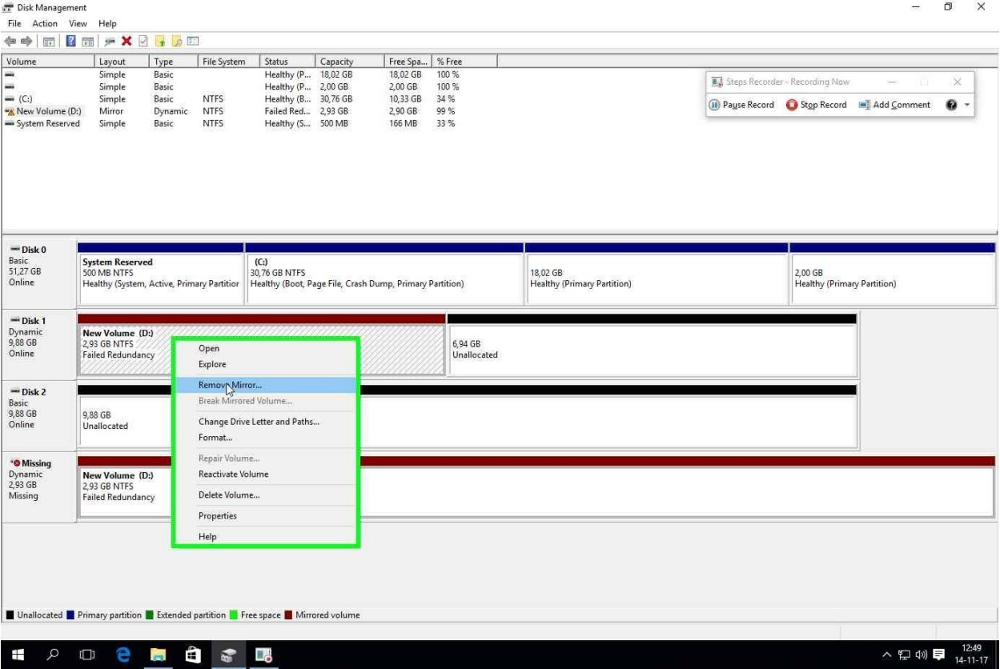 Disk Management
File Action View Help
Volume Layout Type File System Status Capacity Free Spa... % Free
Simple Basic Healthy (P... 18,02 GB 18,02 GB 100 %
Simple Basic Healthy (P... 2,00 GB 2,00 GB 100 %
(C:) Simple Basic NTFS Healthy (B... 30,76 GB 10,33 GB 34 %
New Volume (D:) Mirror Dynamic NTFS Failed Red... 2,93 GB 2,90 GB 99 %
System Reserved Simple Basic NTFS Healthy (S... 500 MB 166 MB 33 %
Steps Recorder - Recording Now
Pause Record Stop Record Add Comment
Disk 0
Basic
51,27 GB
Online
System Reserved
500 MB NTFS
Healthy (System, Active, Primary Partitior
(C:)
30,76 GB NTFS
Healthy (Boot, Page File, Crash Dump, Primary Partition)
18,02 GB
Healthy (Primary Partition)
2,00 GB
Healthy (Primary Partition)
Disk 1
Dynamic
9,88 GB
Online
New Volume (D:)
2,93 GB NTFS
Failed Redundancy
6,94 GB
Unallocated
Disk 2
Basic
9,88 GB
Online
9,88 GB
Unallocated
Missing
Dynamic
2,93 GB
Missing
New Volume (D:)
2,93 GB NTFS
Failed Redundancy
Open
Explore
Remove Mirror...
Break Mirrored Volume...
Change Drive Letter and Paths...
Format...
Repair Volume...
Reactivate Volume
Delete Volume...
Properties
Help
Unallocated Primary partition Extended partition Free space Mirrored volume
12:49
14-11-17